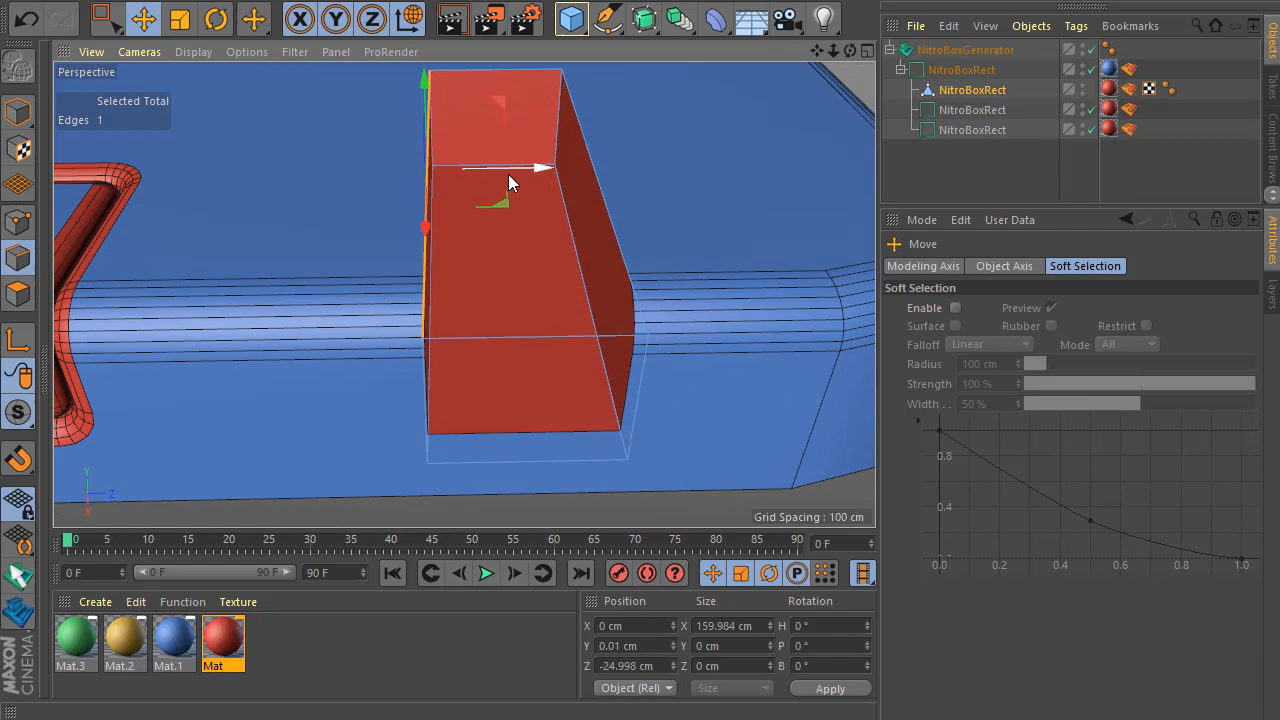 File Edit View Objects Tags Bookmarks
View Cameras Display Options Filter Panel ProRender
Perspective
Selected Total
Edges 1
NitroBoxGenerator
NitroBoxRect
NitroBoxRect
NitroBoxRect
NitroBoxRect
Objects
Takes
Content Browser
Mode Edit User Data
Move
Modeling Axis Object Axis Soft Selection
Soft Selection
Enable Preview
Surface Rubber Restrict
Falloff Linear Mode All
Radius 100 cm
Strength 100 %
Width . . 50 %
0.8
0.4
0.0 0.2 0.4 0.6 0.8 1.0
Attributes
Layers
X Y Z
Y
Z
X
Grid Spacing : 100 cm
0 5 10 15 20 25 30 35 40 45 50 55 60 65 70 75 80 85 90 0 F
0 F 0 F 90 F 90 F
P
Create Edit Function Texture
Mat.3 Mat.2 Mat.1 Mat
Position Size Rotation
X 0 cm X 159.984 cm H 0 °
Y 0.01 cm Y 0 cm P 0 °
Z -24.998 cm Z 0 cm B 0 °
Object (Rel) Size Apply
S
MAXON
CINEMA